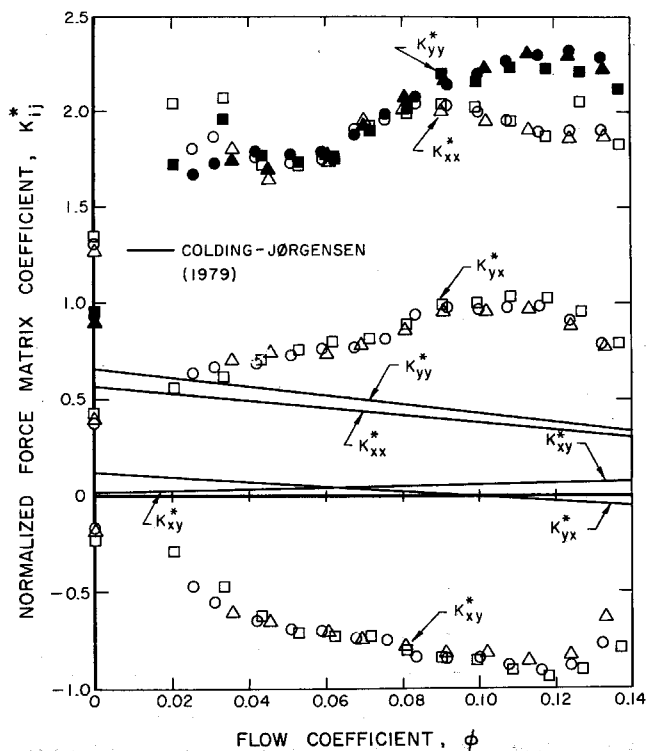 2.5
2.0
1.5
1.0
0.5
0
-0.5
-1.0
NORMALIZED FORCE MATRIX COEFFICIENT, K*ij
K*yy
K*xx
COLDING-JØRGENSEN
(1979)
K*yx
K*yy
K*xx
K*xy
K*xy
K*yx
K*xy
0 0.02 0.04 0.06 0.08 0.10 0.12 0.14
FLOW COEFFICIENT, ϕ